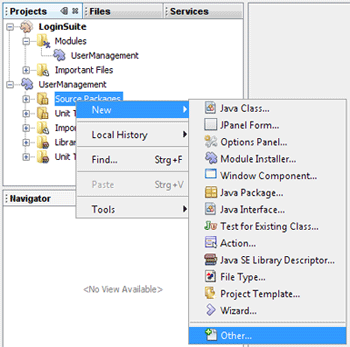 Projects Files Services
LoginSuite
Modules
UserManagement
Important Files
UserManagement
Source Packages
Unit T
Impo
Libra
Unit T
New
Local History
Find... Strg+F
Paste Strg+V
Tools
Java Class...
JPanel Form...
Options Panel...
Module Installer...
Window Component...
Java Package...
Java Interface...
Test for Existing Class...
Action...
Java SE Library Descriptor...
File Type...
Project Template...
Wizard...
Other...
Navigator
<No View Available>